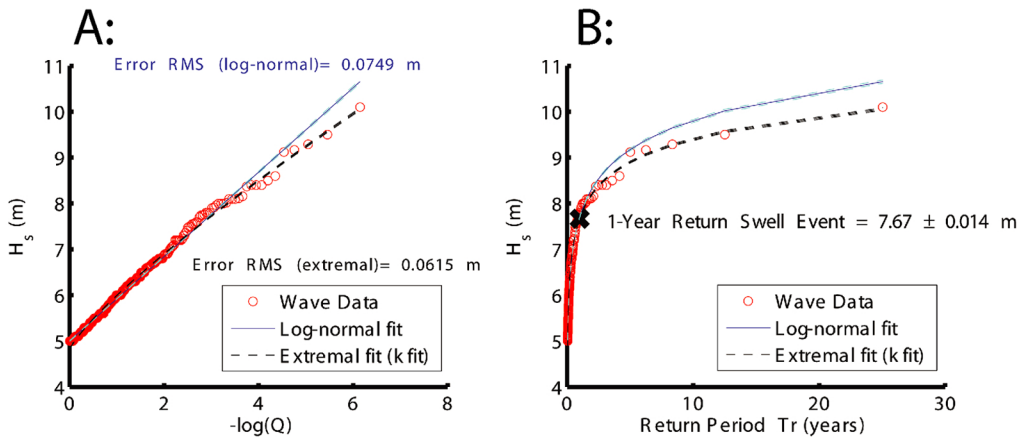 A:
Error RMS (log-normal)= 0.0749 m
11
10
9
8
7
6
5
4
Hs (m)
Error RMS (extremal)= 0.0615 m
Wave Data
Log-normal fit
Extremal fit (k fit)
0 2 4 6 8
-log(Q)
B:
11
10
9
8
7
6
5
4
Hs (m)
1-Year Return Swell Event = 7.67 ± 0.014 m
Wave Data
Log-normal fit
Extremal fit (k fit)
0 10 20 30
Return Period Tr (years)